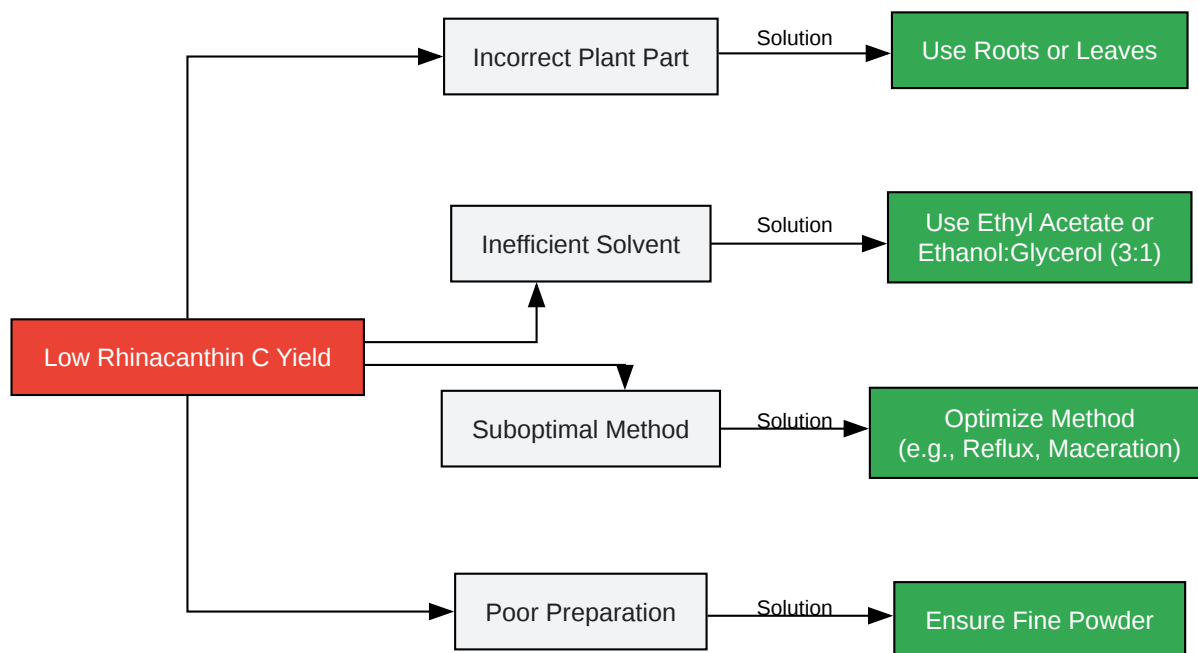 Incorrect Plant Part
Solution
Use Roots or Leaves
Inefficient Solvent
Solution
Use Ethyl Acetate or
Ethanol:Glycerol (3:1)
Low Rhinacanthin C Yield
Suboptimal Method
Solution
Optimize Method
(e.g., Reflux, Maceration)
Poor Preparation
Solution
Ensure Fine Powder